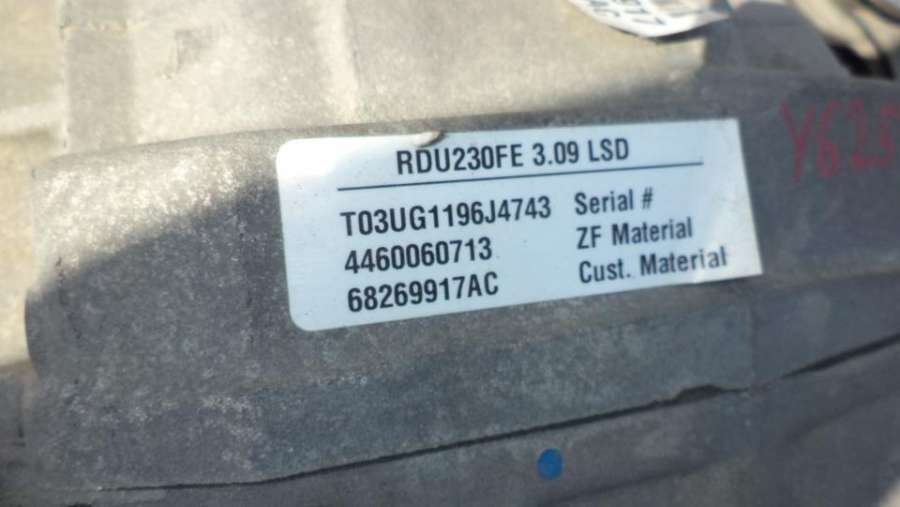 RDU230FE 3.09 LSD
T03UG1196J4743 Serial #
4460060713 ZF Material
68269917AC Cust. Material